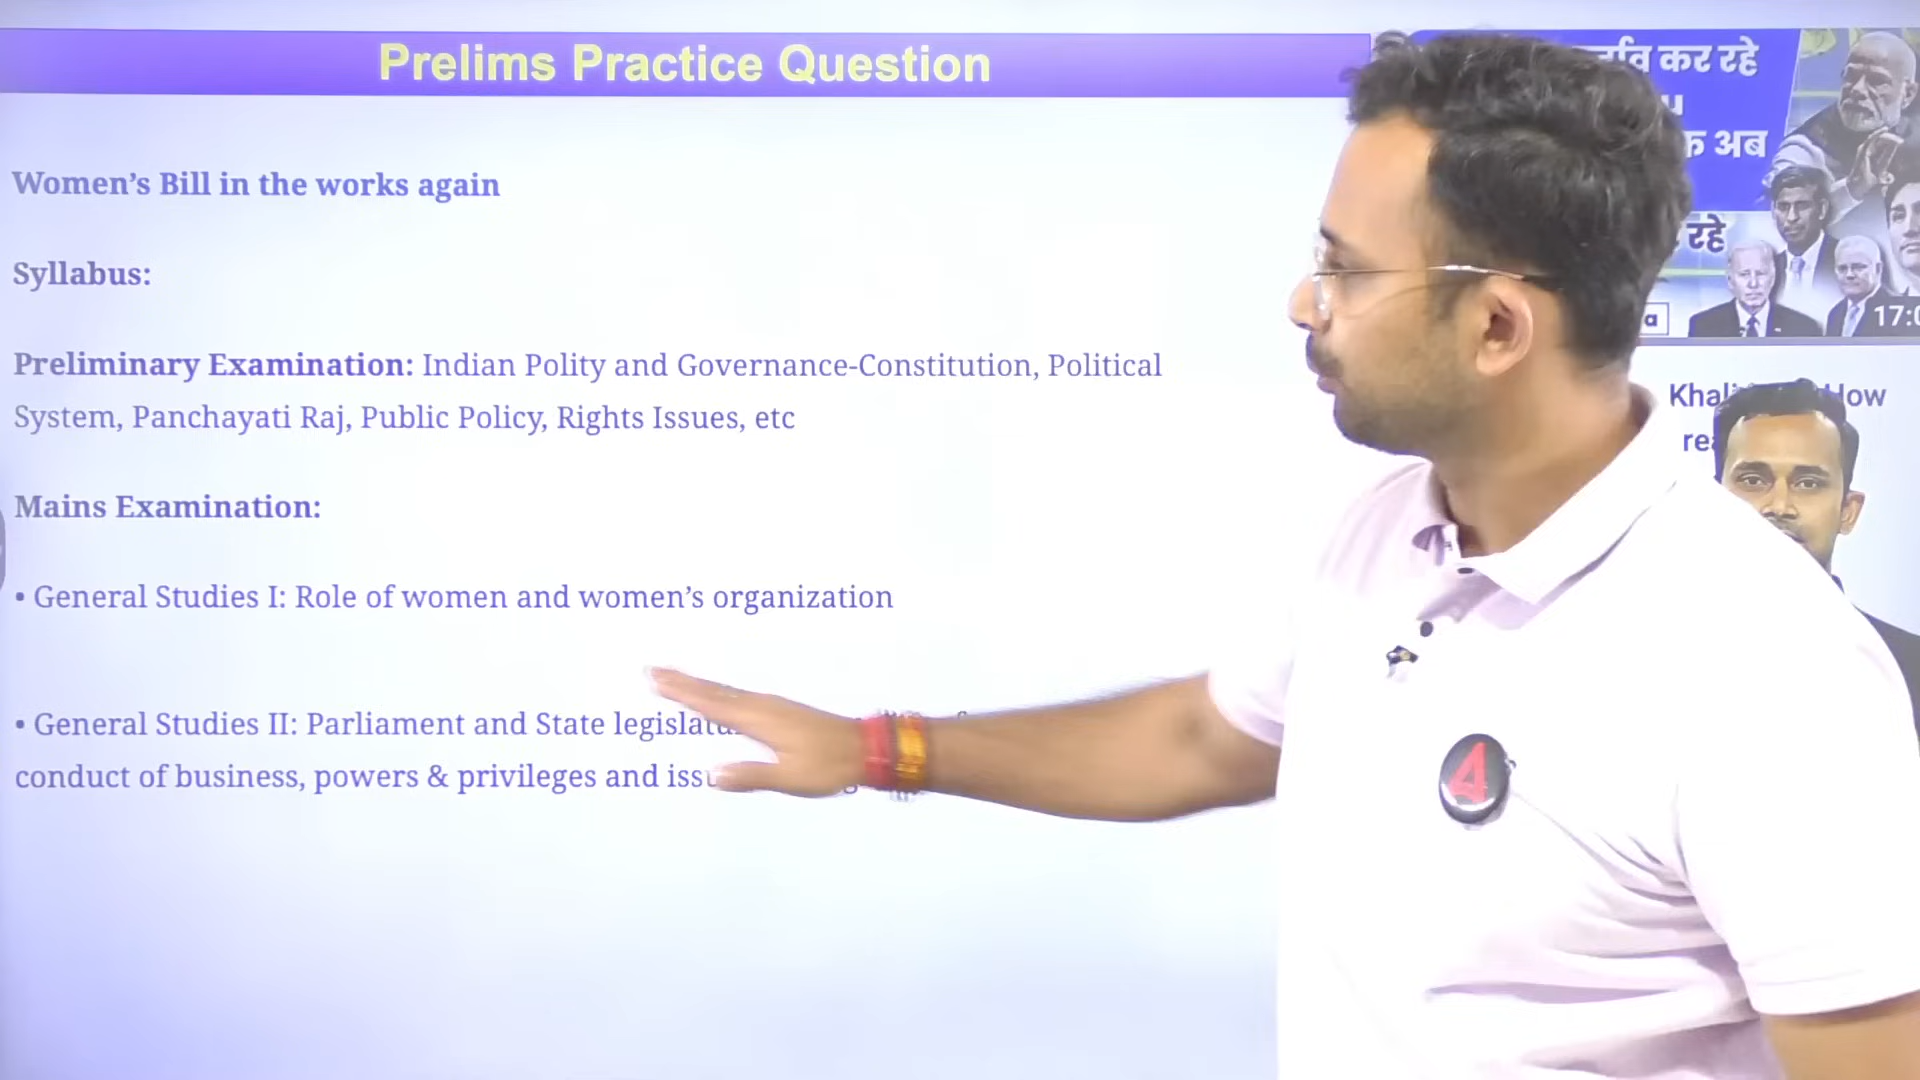 Prelims Practice Question
Women's Bill in the works again
Syllabus:
Preliminary Examination: Indian Polity and Governance-Constitution, Political
System, Panchayati Raj, Public Policy, Rights Issues, etc
Mains Examination:
• General Studies I: Role of women and women's organization
• General Studies II: Parliament and State
conduct of business, powers & privileges and
कर रहे
अब
रहे
4